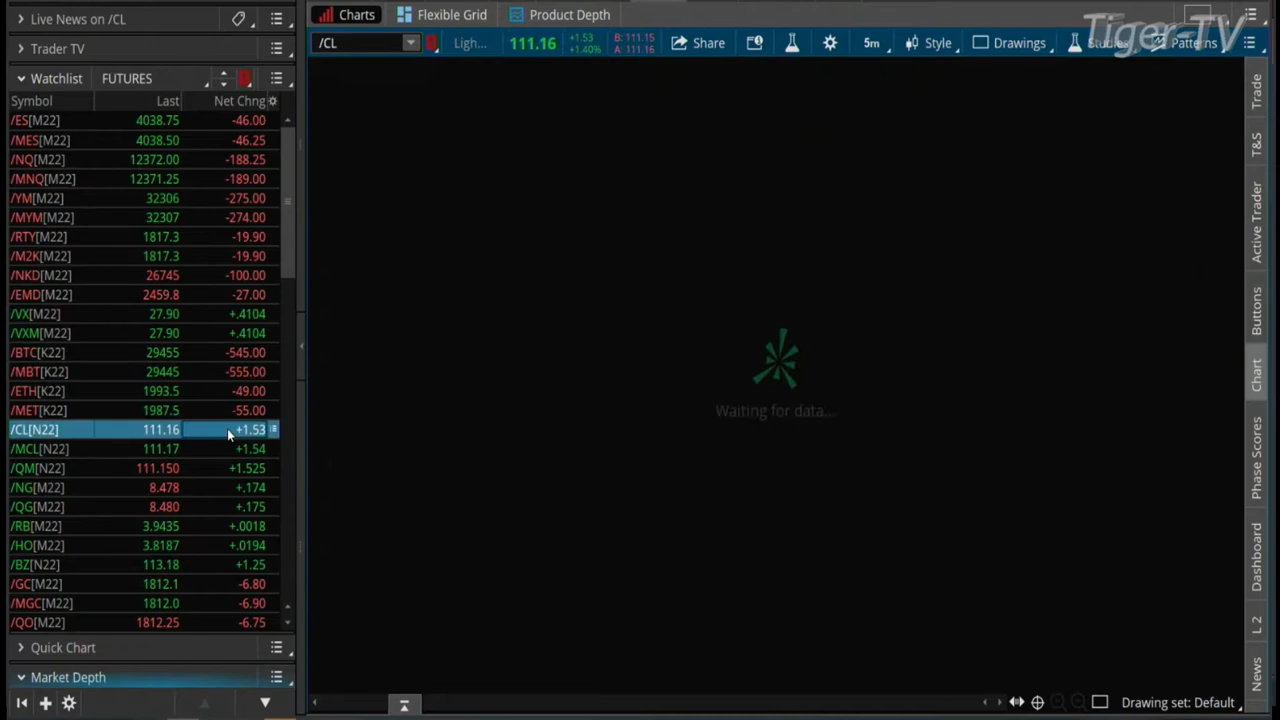 Live News on /CL
Trader TV
Watchlist FUTURES
Symbol Last Net Chng
/ES[M22] 4038.75 -46.00
/MES[M22] 4038.50 -46.25
/NQ[M22] 12372.00 -188.25
/MNQ[M22] 12371.25 -189.00
/YM[M22] 32306 -275.00
/MYM[M22] 32307 -274.00
/RTY[M22] 1817.3 -19.90
/M2K[M22] 1817.3 -19.90
/NKD[M22] 26745 -100.00
/EMD[M22] 2459.8 -27.00
/VX[M22] 27.90 +.4104
/VXM[M22] 27.90 +.4104
/BTC[K22] 29455 -545.00
/MBT[K22] 29445 -555.00
/ETH[K22] 1993.5 -49.00
/MET[K22] 1987.5 -55.00
/CL[N22] 111.16 +1.53
/MCL[N22] 111.17 +1.54
/QM[N22] 111.150 +1.525
/NG[M22] 8.478 +.174
/QG[M22] 8.480 +.175
/RB[M22] 3.9435 +.0018
/HO[M22] 3.8187 +.0194
/BZ[N22] 113.18 +1.25
/GC[M22] 1812.1 -6.80
/MGC[M22] 1812.0 -6.90
/QO[M22] 1812.25 -6.75
Quick Chart
Market Depth
Charts Flexible Grid Product Depth
Tiger-TV
/CL Ligh... 111.16 +1.53 B: 111.15
+1.40% A: 111.16
Share 5m Style Drawings Studies Patterns
Waiting for data...
Drawing set: Default
Trade
T&S
Active Trader
Buttons
Chart
Phase Scores
Dashboard
L 2
News